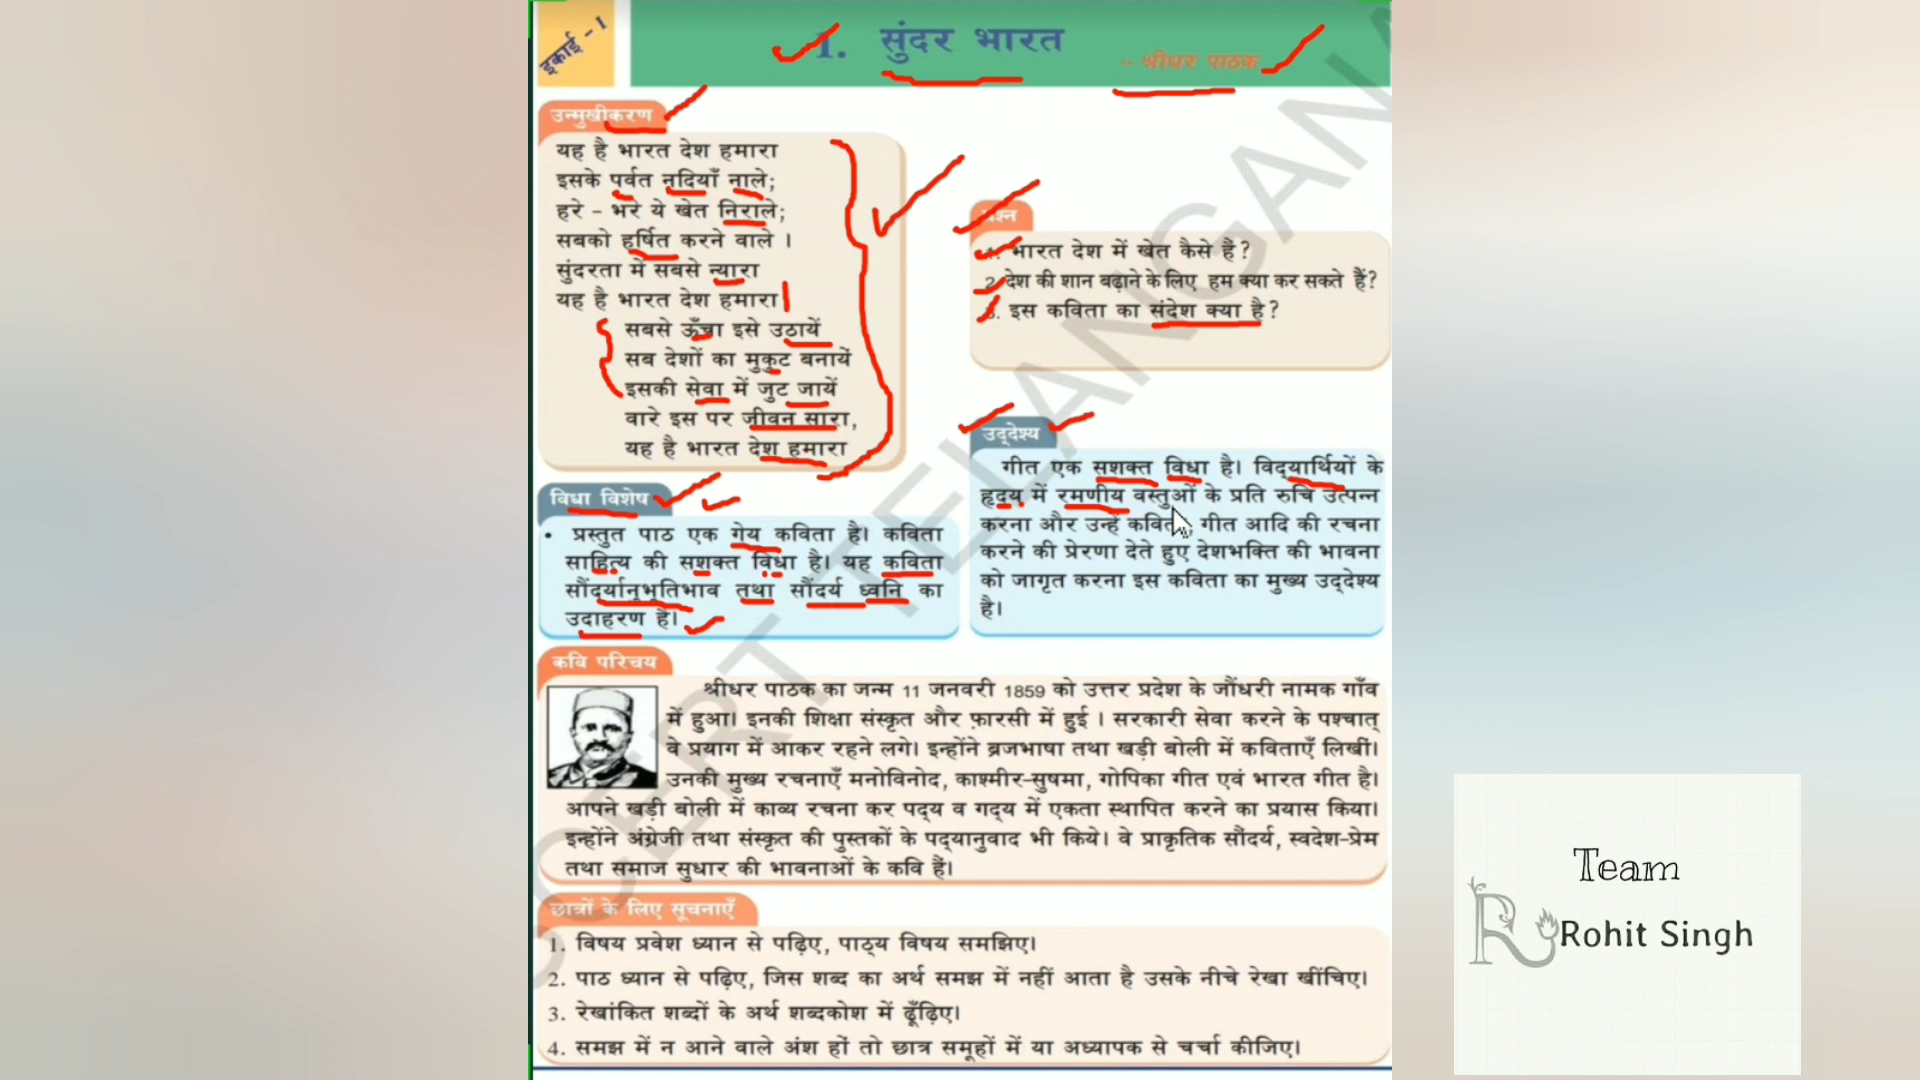 इकाई - I
1. सुंदर भारत
- श्रीधर पाठक
उन्मुखीकरण
यह है भारत देश हमारा
इसके पर्वत नदियाँ नाले;
हरे - भरे ये खेत निराले;
सबको हर्षित करने वाले ।
सुंदरता में सबसे न्यारा
यह है भारत देश हमारा
सबसे ऊँचा इसे उठायें
सब देशों का मुकुट बनायें
इसकी सेवा में जुट जायें
वारे इस पर जीवन सारा,
यह है भारत देश हमारा
प्रश्न
1. भारत देश में खेत कैसे हैं?
2. देश की शान बढ़ाने के लिए हम क्या कर सकते हैं?
3. इस कविता का संदेश क्या है?
विधा विशेष
• प्रस्तुत पाठ एक गेय कविता है। कविता
साहित्य की सशक्त विधा है। यह कविता
सौंदर्यानुभूतिभाव तथा सौंदर्य ध्वनि का
उदाहरण है।
उद्देश्य
गीत एक सशक्त विधा है। विद्यार्थियों के
हृदय में रमणीय वस्तुओं के प्रति रुचि उत्पन्न
करना और उन्हें कविता, गीत आदि की रचना
करने की प्रेरणा देते हुए देशभक्ति की भावना
को जागृत करना इस कविता का मुख्य उद्देश्य
है।
कवि परिचय
श्रीधर पाठक का जन्म 11 जनवरी 1859 को उत्तर प्रदेश के जौंधरी नामक गाँव
में हुआ। इनकी शिक्षा संस्कृत और फ़ारसी में हुई । सरकारी सेवा करने के पश्चात्
वे प्रयाग में आकर रहने लगे। इन्होंने ब्रजभाषा तथा खड़ी बोली में कविताएँ लिखीं।
उनकी मुख्य रचनाएँ मनोविनोद, काश्मीर-सुषमा, गोपिका गीत एवं भारत गीत है।
आपने खड़ी बोली में काव्य रचना कर पद्य व गद्य में एकता स्थापित करने का प्रयास किया।
इन्होंने अंग्रेजी तथा संस्कृत की पुस्तकों के पद्यानुवाद भी किये। वे प्राकृतिक सौंदर्य, स्वदेश-प्रेम
तथा समाज सुधार की भावनाओं के कवि हैं।
छात्रों के लिए सूचनाएँ
1. विषय प्रवेश ध्यान से पढ़िए, पाठ्य विषय समझिए।
2. पाठ ध्यान से पढ़िए, जिस शब्द का अर्थ समझ में नहीं आता है उसके नीचे रेखा खींचिए।
3. रेखांकित शब्दों के अर्थ शब्दकोश में ढूँढ़िए।
4. समझ में न आने वाले अंश हों तो छात्र समूहों में या अध्यापक से चर्चा कीजिए।
SCERT TELANGANA
Team
R Rohit Singh